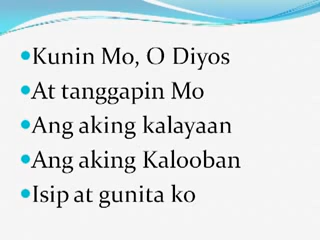 Kunin Mo, O Diyos
At tanggapin Mo
Ang aking kalayaan
Ang aking Kalooban
Isip at gunita ko